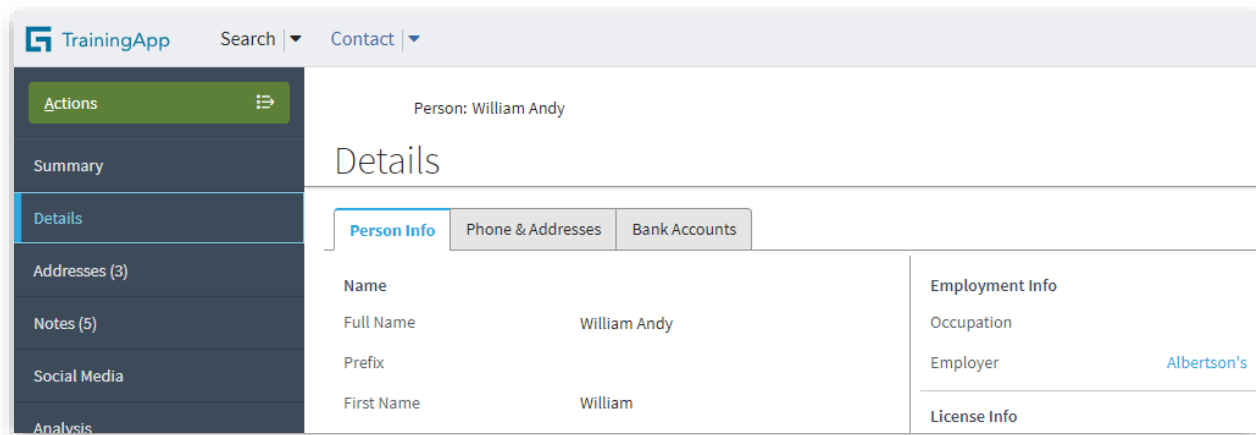 TrainingApp Search Contact
Actions
Summary
Details
Addresses (3)
Notes (5)
Social Media
Analysis
Person: William Andy
Details
Person Info Phone & Addresses Bank Accounts
Name
Full Name William Andy
Prefix
First Name William
Employment Info
Occupation
Employer Albertson's
License Info